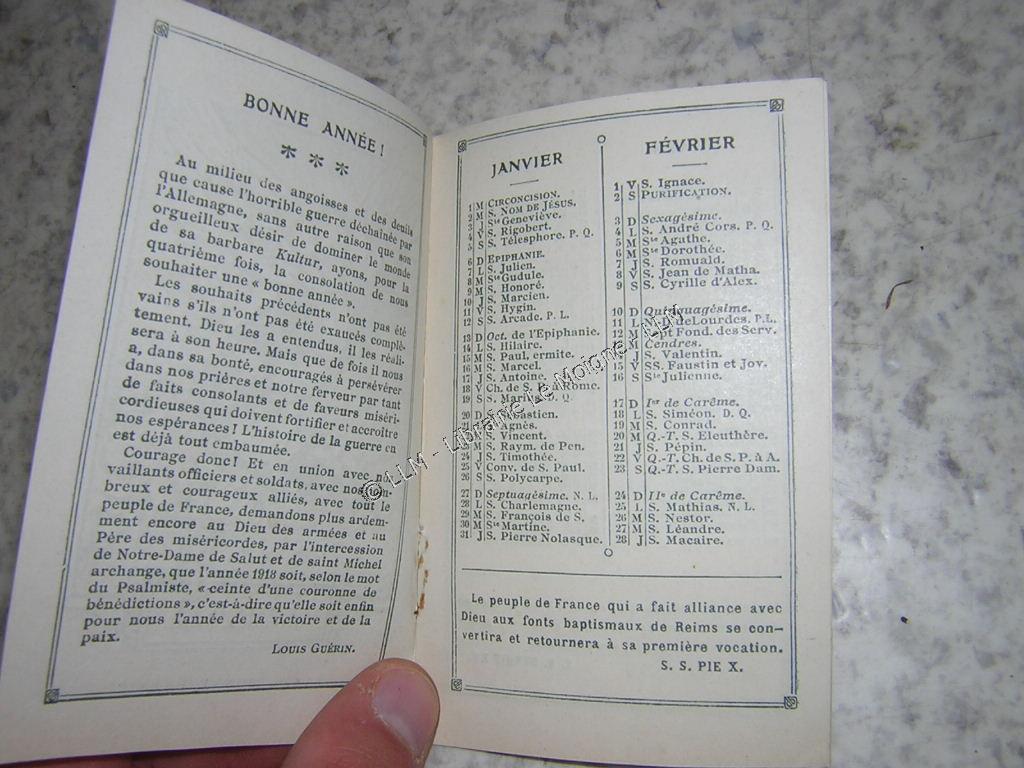 BONNE ANNÉE !
* * *
Au milieu des angoisses et des deuils
que cause l'horrible guerre déchaînée par
l'Allemagne, sans autre raison que son
orgueilleux désir de dominer le monde
de sa barbare Kultur, ayons, pour la
quatrième fois, la consolation de nous
souhaiter une « bonne année ».
Les souhaits précédents n'ont pas été
vains s'ils n'ont pas été exaucés complè-
tement. Dieu les a entendus, il les réali-
sera à son heure. Mais que de fois il nous
a, dans sa bonté, encouragés à persévérer
dans nos prières et notre ferveur par tant
de faits consolants et de faveurs miséri-
cordieuses qui doivent fortifier et accroître
nos espérances ! L'histoire de la guerre en
est déjà tout embaumée.
Courage donc ! Et en union avec nos
vaillants officiers et soldats, avec nos nom-
breux et courageux alliés, avec tout le
peuple de France, demandons plus ardem-
ment encore au Dieu des armées et au
Père des miséricordes, par l'intercession
de Notre-Dame de Salut et de saint Michel
archange, que l'année 1918 soit, selon le mot
du Psalmiste, « ceinte d'une couronne de
bénédictions », c'est-à-dire qu'elle soit enfin
pour nous l'année de la victoire et de la
paix.
LOUIS GUÉRIN.
JANVIER
1 M CIRCONCISION.
2 M S. NOM DE JÉSUS.
3 J Ste Geneviève.
4 V S. Rigobert.
5 S S. Télesphore. P. Q.
6 D EPIPHANIE.
7 L S. Julien.
8 M Ste Gudule.
9 M S. Honoré.
10 J S. Marcien.
11 V S. Hygin.
12 S S. Arcade. P. L.
13 D Oct. de l'Epiphanie.
14 L S. Hilaire.
15 M S. Paul, ermite.
16 M S. Marcel.
17 J S. Antoine.
18 V Ch. de S. P. à Rome.
19 S S. Q.
20 D Sébastien.
21 Agnès.
22 M S. Vincent.
23 M S. Raym. de Pen.
24 J S. Timothée.
25 V Conv. de S. Paul.
26 S S. Polycarpe.
27 D Septuagésime. N. L.
28 L S. Charlemagne.
29 M S. François de S.
30 M Ste Martine.
31 J S. Pierre Nolasque.
FÉVRIER
1 V S. Ignace.
2 S PURIFICATION.
3 D Sexagésime.
4 L S. André Cors. P. Q.
5 M Ste Agathe.
6 M Ste Dorothée.
7 J S. Romuald.
8 V S. Jean de Matha.
9 S S. Cyrille d'Alex.
10 D Quinquagésime.
11 L de Lourdes. P. L.
12 M Sept Fond. des Serv.
13 M Cendres.
14 J S. Valentin.
15 V SS. Faustin et Jov.
16 S Ste Julienne.
17 D Ier de Carême.
18 L S. Siméon. D. Q.
19 M S. Conrad.
20 M Q.-T. S. Eleuthère.
21 J S. Pépin.
22 V Q.-T. Ch. de S. P. à A.
23 S Q.-T. S. Pierre Dam.
24 D IIe de Carême.
25 L S. Mathias. N. L.
26 M S. Nestor.
27 M S. Léandre.
28 J S. Macaire.
Le peuple de France qui a fait alliance avec
Dieu aux fonts baptismaux de Reims se con-
vertira et retournera à sa première vocation.
S. S. PIE X.
© LLM - Librairie Le Moigne - LLM